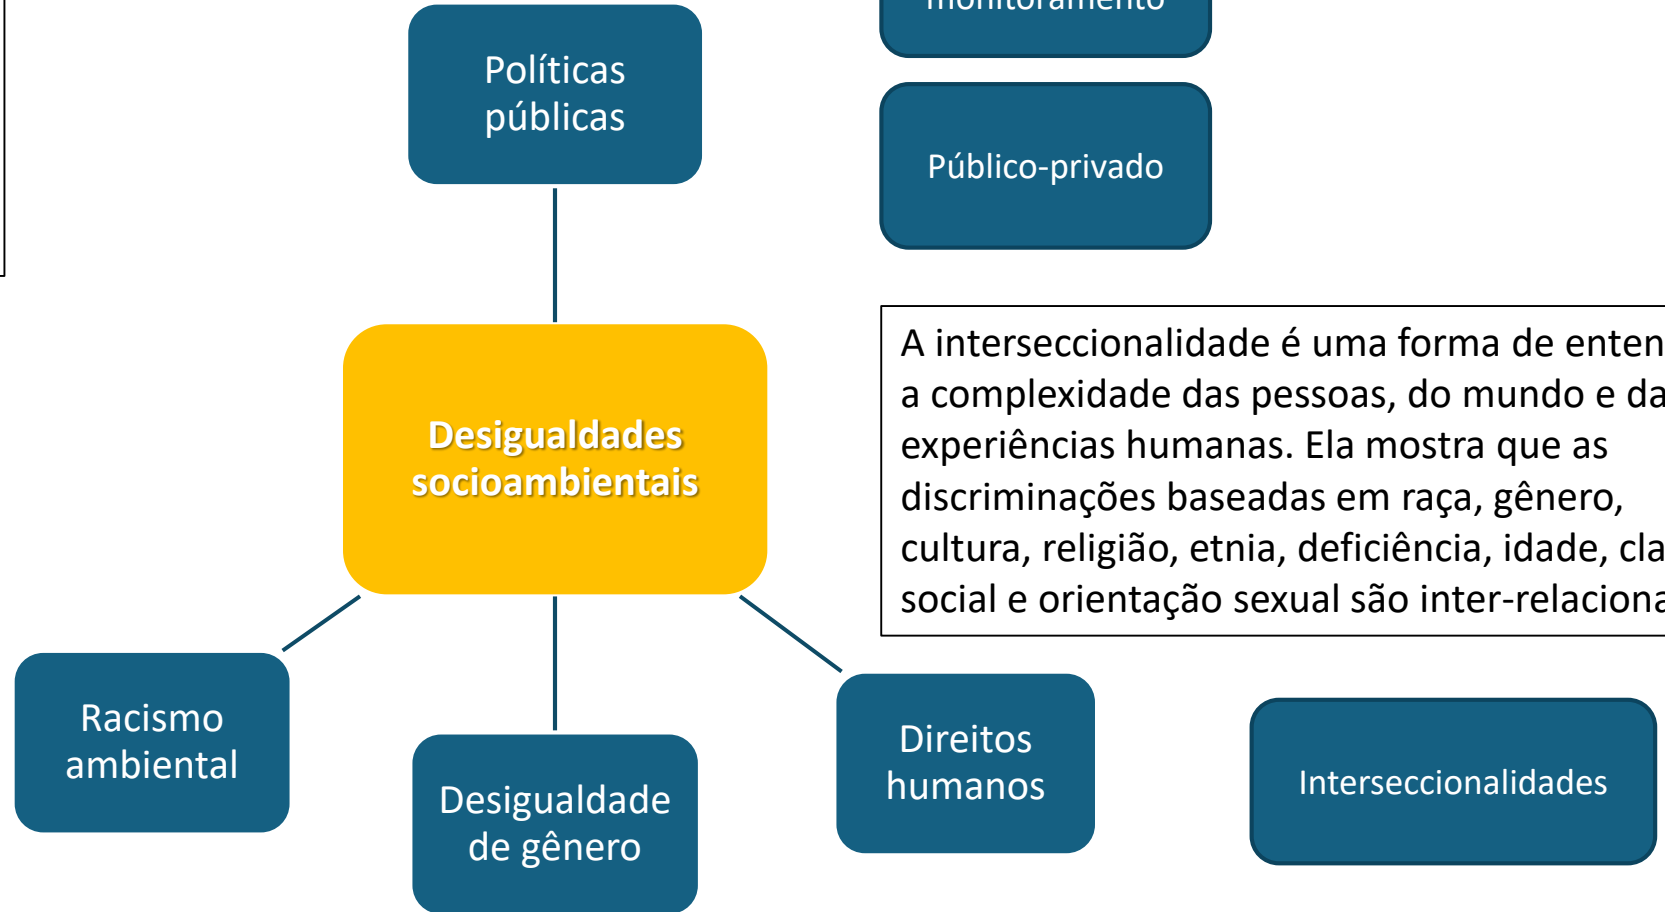 monitoramento
Políticas
públicas
Público-privado
A interseccionalidade é uma forma de enten
a complexidade das pessoas, do mundo e da
experiências humanas. Ela mostra que as
discriminações baseadas em raça, gênero,
cultura, religião, etnia, deficiência, idade, cla
social e orientação sexual são inter-relaciona
Desigualdades
socioambientais
Racismo
ambiental
Desigualdade
de gênero
Direitos
humanos
Interseccionalidades